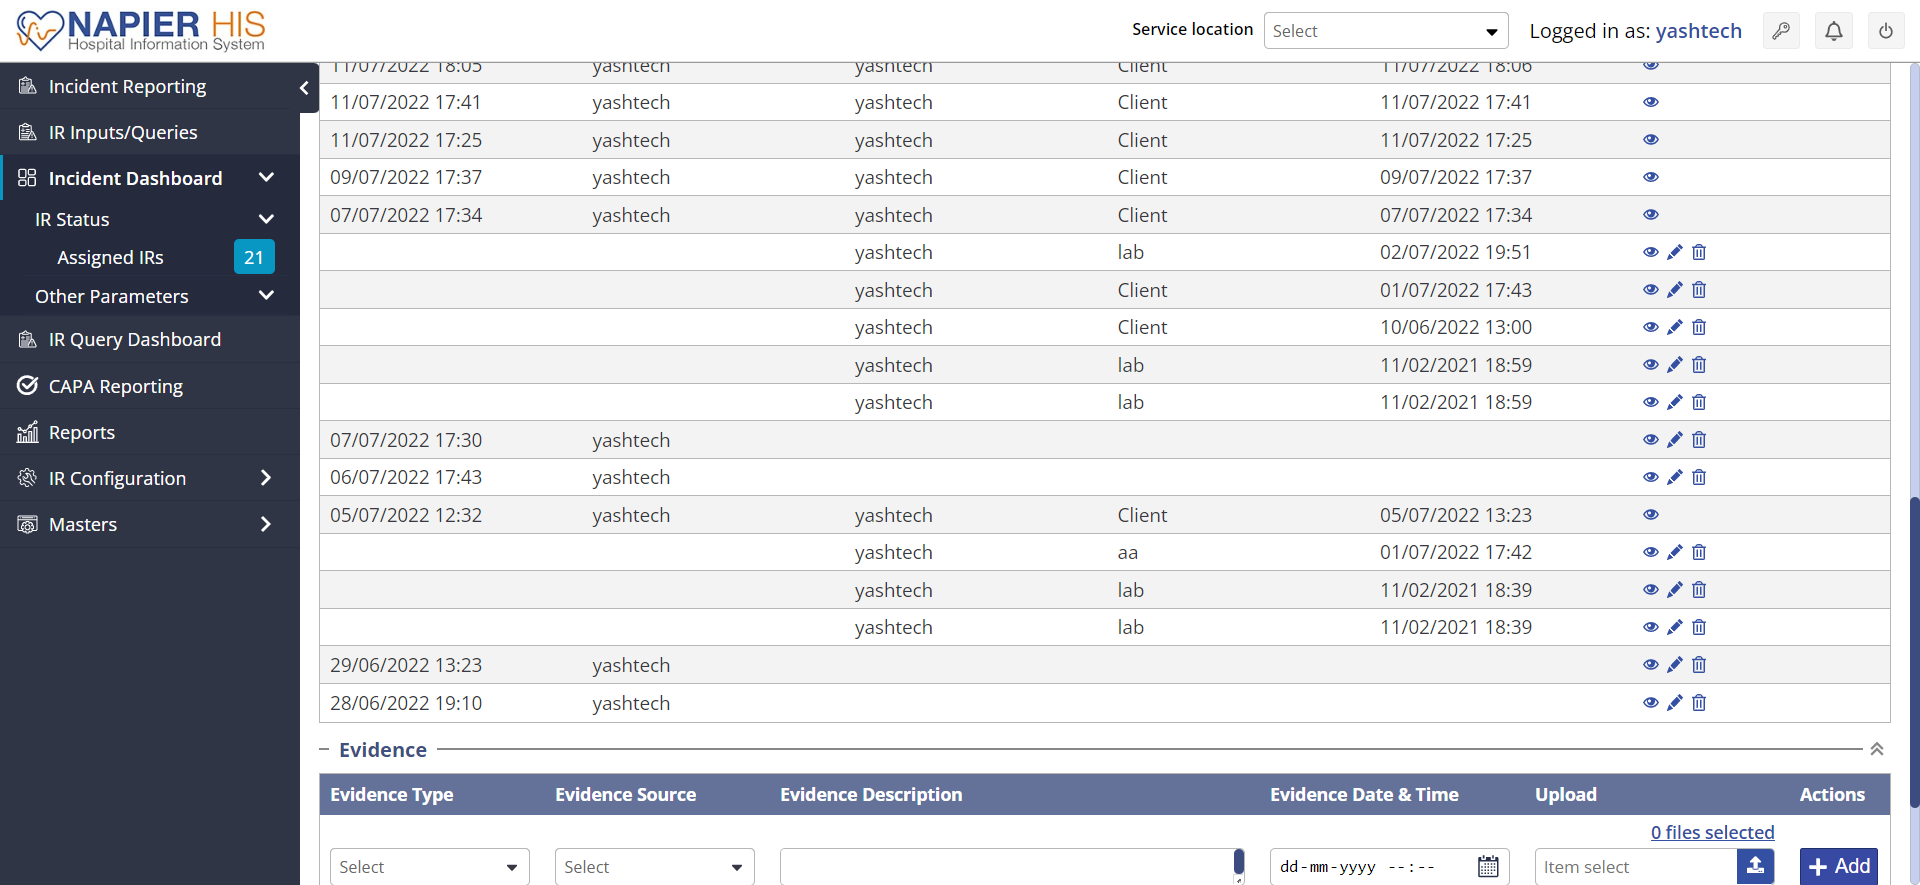 NAPIER HIS
Hospital Information System
Service location
Select
Logged in as: yashtech
Incident Reporting
IR Inputs/Queries
Incident Dashboard
IR Status
Assigned IRs 21
Other Parameters
IR Query Dashboard
CAPA Reporting
Reports
IR Configuration
Masters
11/07/2022 18:05 yashtech yashtech Client 11/07/2022 18:06
11/07/2022 17:41 yashtech yashtech Client 11/07/2022 17:41
11/07/2022 17:25 yashtech yashtech Client 11/07/2022 17:25
09/07/2022 17:37 yashtech yashtech Client 09/07/2022 17:37
07/07/2022 17:34 yashtech yashtech Client 07/07/2022 17:34
yashtech lab 02/07/2022 19:51
yashtech Client 01/07/2022 17:43
yashtech Client 10/06/2022 13:00
yashtech lab 11/02/2021 18:59
yashtech lab 11/02/2021 18:59
07/07/2022 17:30 yashtech
06/07/2022 17:43 yashtech
05/07/2022 12:32 yashtech yashtech Client 05/07/2022 13:23
yashtech aa 01/07/2022 17:42
yashtech lab 11/02/2021 18:39
yashtech lab 11/02/2021 18:39
29/06/2022 13:23 yashtech
28/06/2022 19:10 yashtech
Evidence
Evidence Type Evidence Source Evidence Description Evidence Date & Time Upload Actions
0 files selected
Select Select dd-mm-yyyy --:-- Item select Add